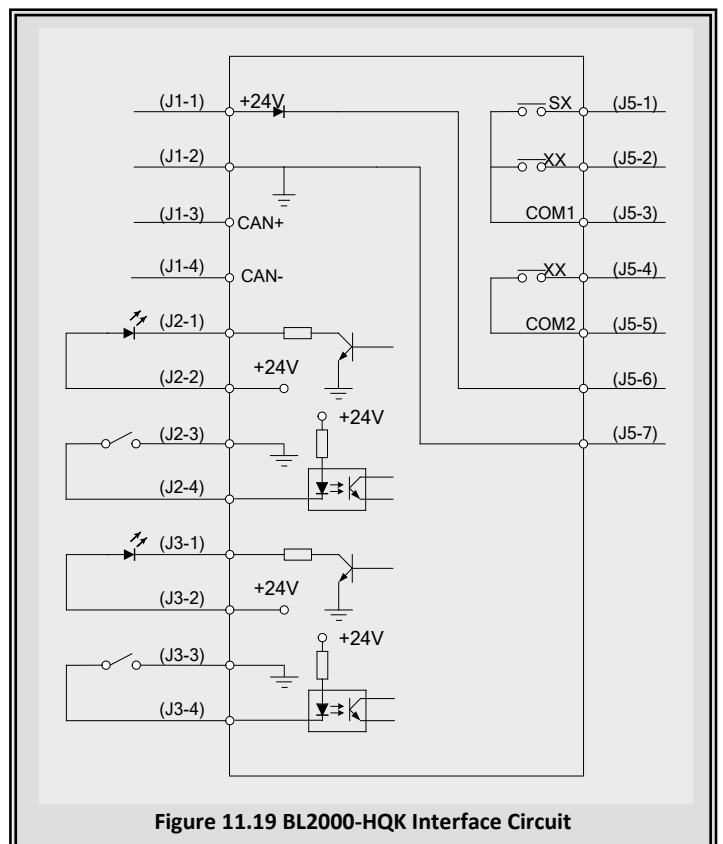 (J1-1)
+24V
SX
(J5-1)
(J1-2)
XX
(J5-2)
(J1-3)
CAN+
COM1
(J5-3)
(J1-4)
CAN-
XX
(J5-4)
(J2-1)
COM2
(J5-5)
(J2-2)
+24V
(J5-6)
+24V
(J2-3)
(J5-7)
(J2-4)
(J3-1)
(J3-2)
+24V
+24V
(J3-3)
(J3-4)
Figure 11.19 BL2000-HQK Interface Circuit